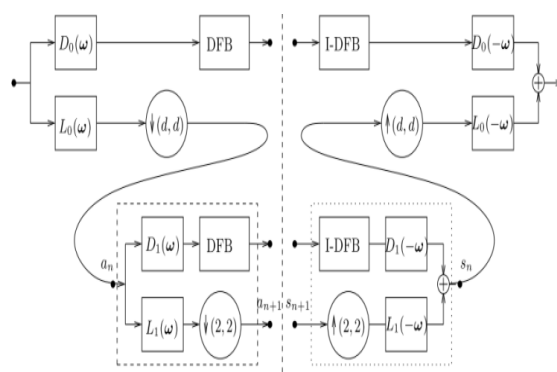 D₀(ω) DFB I-DFB D₀(−ω)
L₀(ω) ↓(d, d) ↑(d, d) L₀(−ω)
+
aₙ D₁(ω) DFB I-DFB D₁(−ω) sₙ
+
L₁(ω) ↓(2, 2) aₙ₊₁ sₙ₊₁ ↑(2, 2) L₁(−ω)